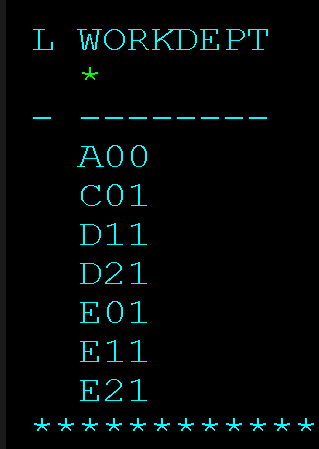 L WORKDEPT
*
- --------
A00
C01
D11
D21
E01
E11
E21
************